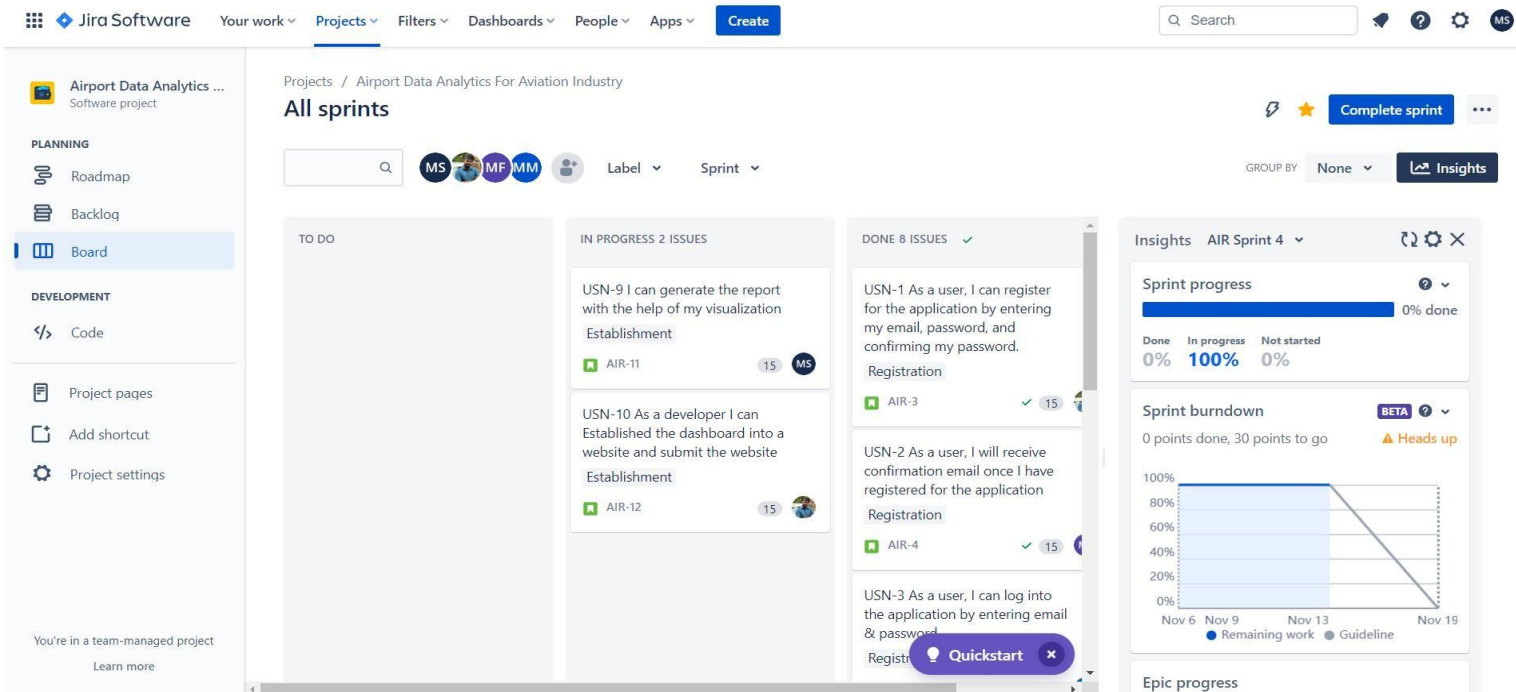 Jira Software
Your work
Projects
Filters
Dashboards
People
Apps
Create
Search
MS
Airport Data Analytics ...
Software project
PLANNING
Roadmap
Backlog
Board
DEVELOPMENT
Code
Project pages
Add shortcut
Project settings
You're in a team-managed project
Learn more
Projects / Airport Data Analytics For Aviation Industry
All sprints
Complete sprint
MS MF MM
Label
Sprint
GROUP BY None
Insights
TO DO
IN PROGRESS 2 ISSUES
USN-9 I can generate the report
with the help of my visualization
Establishment
AIR-11 15 MS
USN-10 As a developer I can
Established the dashboard into a
website and submit the website
Establishment
AIR-12 15
DONE 8 ISSUES
USN-1 As a user, I can register
for the application by entering
my email, password, and
confirming my password.
Registration
AIR-3 15
USN-2 As a user, I will receive
confirmation email once I have
registered for the application
Registration
AIR-4 15
USN-3 As a user, I can log into
the application by entering email
& password
Quickstart
Insights AIR Sprint 4
Sprint progress
0% done
Done In progress Not started
0% 100% 0%
Sprint burndown BETA
0 points done, 30 points to go Heads up
100%
80%
60%
40%
20%
0%
Nov 6 Nov 9 Nov 13 Nov 19
Remaining work Guideline
Epic progress